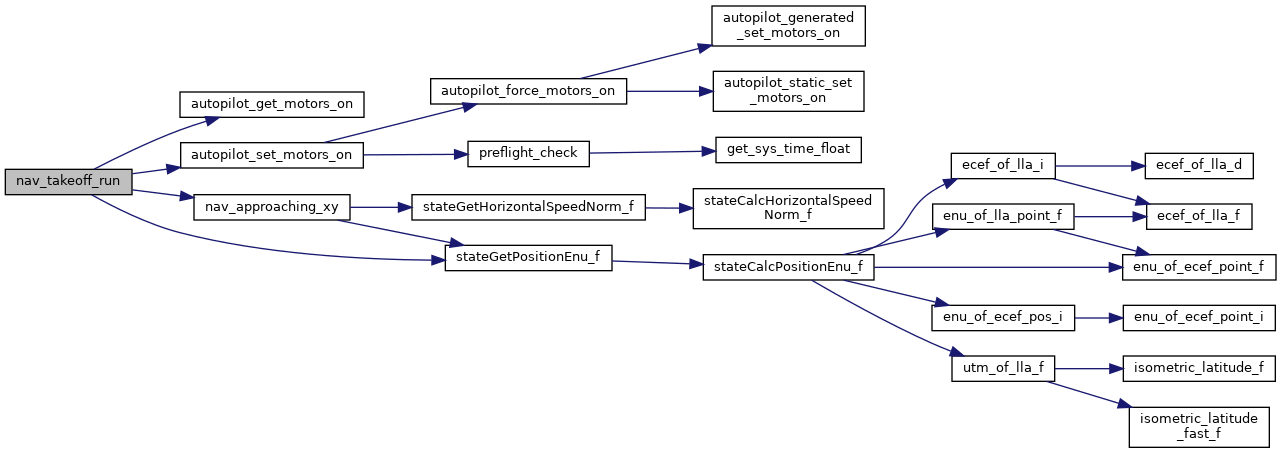 nav_takeoff_run
autopilot_get_motors_on
autopilot_set_motors_on
nav_approaching_xy
autopilot_force_motors_on
preflight_check
stateGetHorizontalSpeedNorm_f
stateGetPositionEnu_f
autopilot_generated
_set_motors_on
autopilot_static_set
_motors_on
get_sys_time_float
stateCalcHorizontalSpeed
Norm_f
stateCalcPositionEnu_f
ecef_of_lla_i
enu_of_lla_point_f
enu_of_ecef_pos_i
utm_of_lla_f
ecef_of_lla_d
ecef_of_lla_f
enu_of_ecef_point_f
enu_of_ecef_point_i
isometric_latitude_f
isometric_latitude
_fast_f